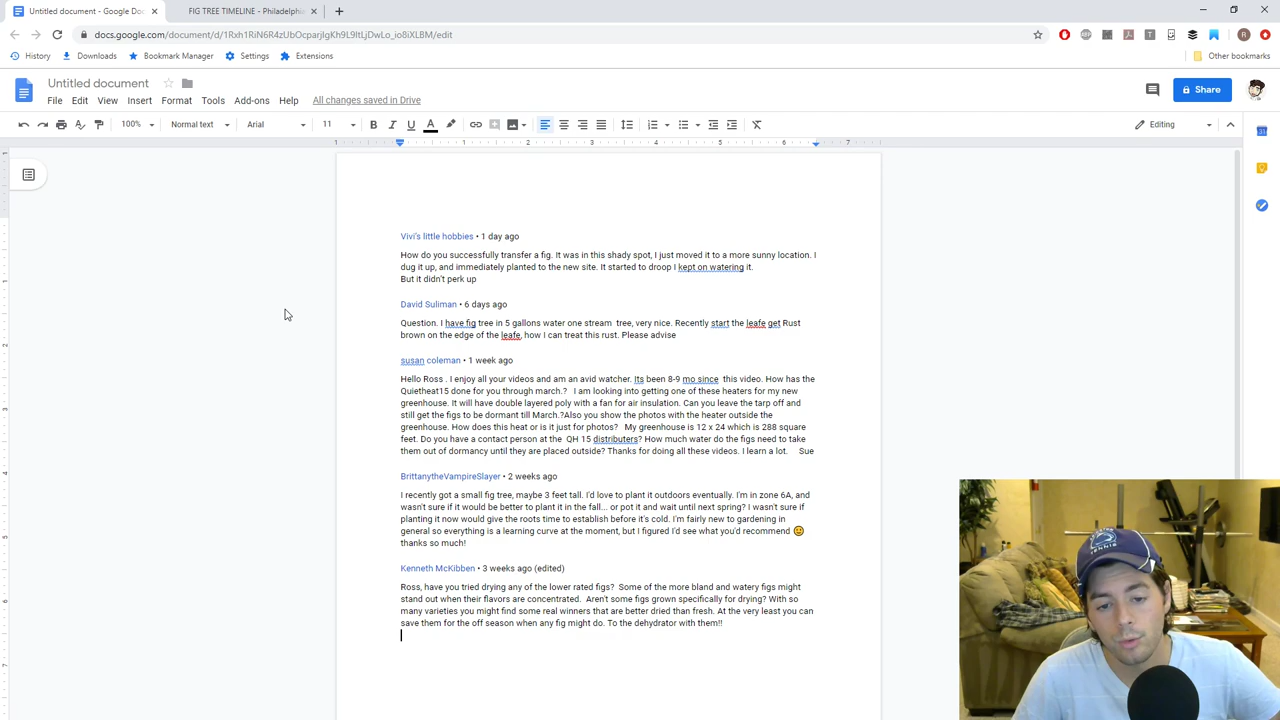 Untitled document - Google Doc
FIG TREE TIMELINE - Philadelphia
docs.google.com/document/d/1Rxh1RiN6R4zUbOcparjIgKh9L9ItLjDwLo_io8iXLBM/edit
History Downloads Bookmark Manager Settings Extensions Other bookmarks
Untitled document
File Edit View Insert Format Tools Add-ons Help All changes saved in Drive
Share
100% Normal text Arial 11 B I U A Editing
1 1 2 3 4 5 6 7
Vivi's little hobbies • 1 day ago
How do you successfully transfer a fig. It was in this shady spot, I just moved it to a more sunny location. I
dug it up, and immediately planted to the new site. It started to droop I kept on watering it.
But it didn't perk up
David Suliman • 6 days ago
Question. I have fig tree in 5 gallons water one stream tree, very nice. Recently start the leafe get Rust
brown on the edge of the leafe, how I can treat this rust. Please advise
susan coleman • 1 week ago
Hello Ross . I enjoy all your videos and am an avid watcher. Its been 8-9 mo since this video. How has the
Quietheat15 done for you through march.? I am looking into getting one of these heaters for my new
greenhouse. It will have double layered poly with a fan for air insulation. Can you leave the tarp off and
still get the figs to be dormant till March.?Also you show the photos with the heater outside the
greenhouse. How does this heat or is it just for photos? My greenhouse is 12 x 24 which is 288 square
feet. Do you have a contact person at the QH 15 distributers? How much water do the figs need to take
them out of dormancy until they are placed outside? Thanks for doing all these videos. I learn a lot. Sue
BrittanytheVampireSlayer • 2 weeks ago
I recently got a small fig tree, maybe 3 feet tall. I'd love to plant it outdoors eventually. I'm in zone 6A, and
wasn't sure if it would be better to plant it in the fall... or pot it and wait until next spring? I wasn't sure if
planting it now would give the roots time to establish before it's cold. I'm fairly new to gardening in
general so everything is a learning curve at the moment, but I figured I'd see what you'd recommend 🙂
thanks so much!
Kenneth McKibben • 3 weeks ago (edited)
Ross, have you tried drying any of the lower rated figs? Some of the more bland and watery figs might
stand out when their flavors are concentrated. Aren't some figs grown specifically for drying? With so
many varieties you might find some real winners that are better dried than fresh. At the very least you can
save them for the off season when any fig might do. To the dehydrator with them!!